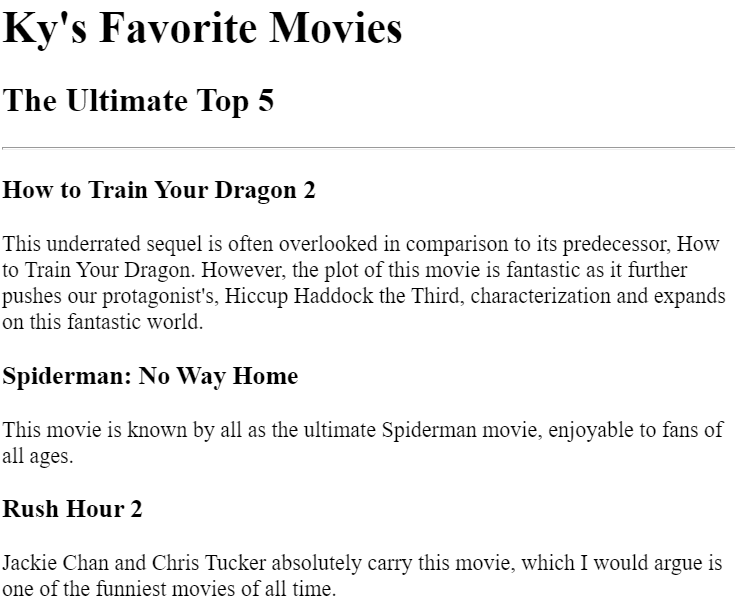 Ky's Favorite Movies
The Ultimate Top 5
How to Train Your Dragon 2
This underrated sequel is often overlooked in comparison to its predecessor, How
to Train Your Dragon. However, the plot of this movie is fantastic as it further
pushes our protagonist's, Hiccup Haddock the Third, characterization and expands
on this fantastic world.
Spiderman: No Way Home
This movie is known by all as the ultimate Spiderman movie, enjoyable to fans of
all ages.
Rush Hour 2
Jackie Chan and Chris Tucker absolutely carry this movie, which I would argue is
one of the funniest movies of all time.